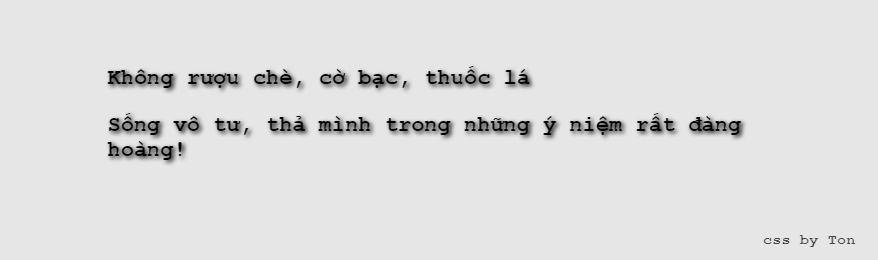 Không rượu chè, cờ bạc, thuốc lá
Sống vô tư, thả mình trong những ý niệm rất đàng
hoàng!
css by Ton